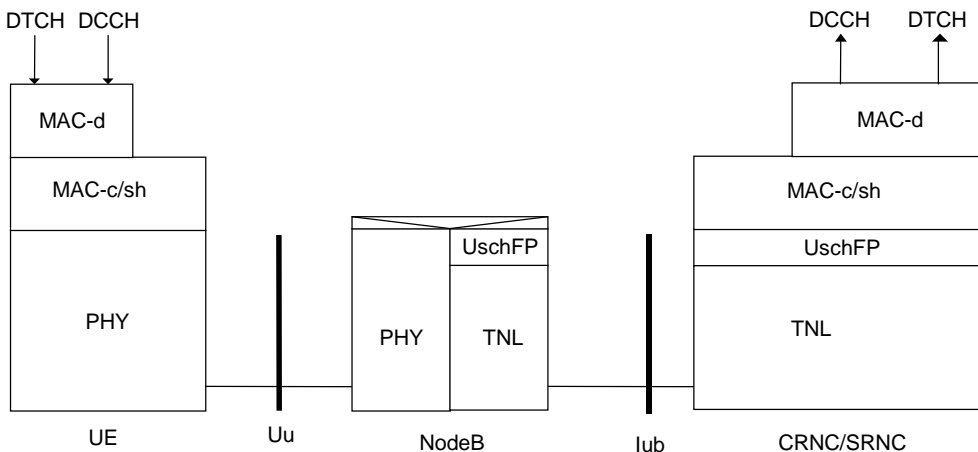 DTCH DCCH
DCCH DTCH
MAC-d
MAC-d
MAC-c/sh
MAC-c/sh
UschFP
UschFP
PHY
PHY
TNL
TNL
UE
Uu
NodeB
Iub
CRNC/SRNC